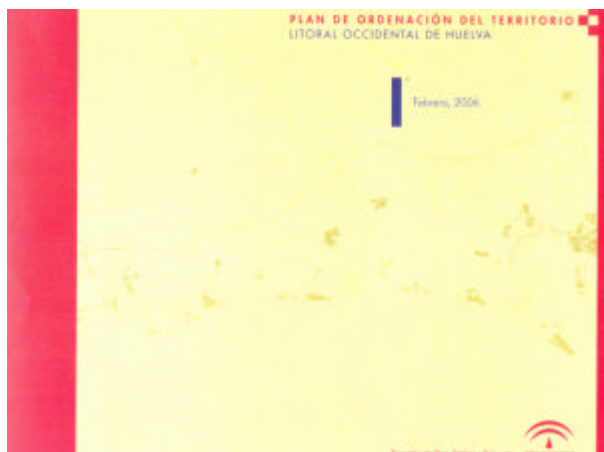 PLAN DE ORDENACIÓN DEL TERRITORIO
LITORAL OCCIDENTAL DE HUELVA
Febrero, 2006